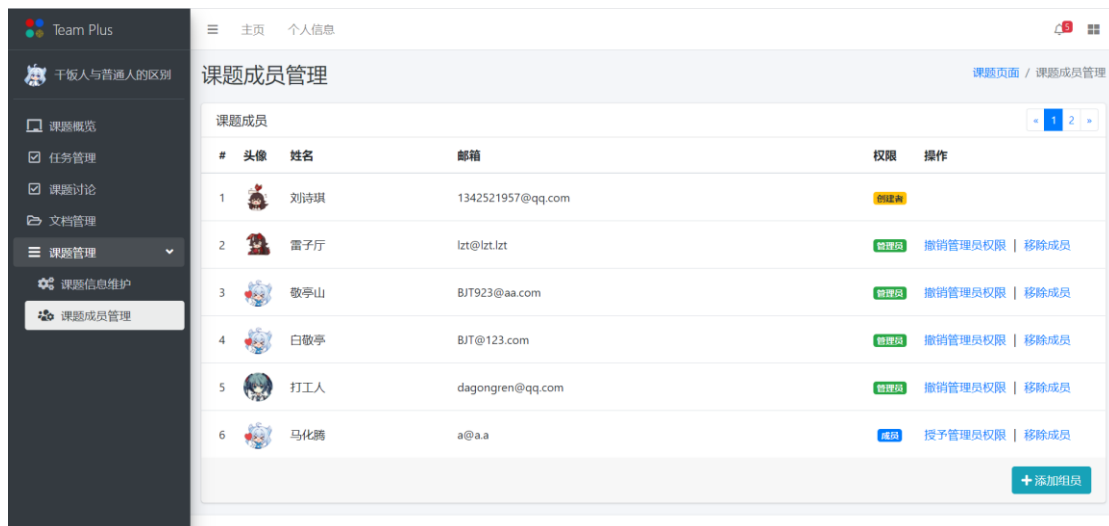 Team Plus
主页 个人信息 5
干饭人与普通人的区别
课题成员管理
课题页面 / 课题成员管理
课题概览
任务管理
课题讨论
文档管理
课题管理
课题信息维护
课题成员管理
课题成员
« 1 2 »
# 头像 姓名 邮箱 权限 操作
1 刘诗琪 1342521957@qq.com 创建者
2 雷子厅 lzt@lzt.lzt 管理员 撤销管理员权限 | 移除成员
3 敬亭山 BJT923@aa.com 管理员 撤销管理员权限 | 移除成员
4 白敬亭 BJT@123.com 管理员 撤销管理员权限 | 移除成员
5 打工人 dagongren@qq.com 管理员 撤销管理员权限 | 移除成员
6 马化腾 a@a.a 成员 授予管理员权限 | 移除成员
+添加组员